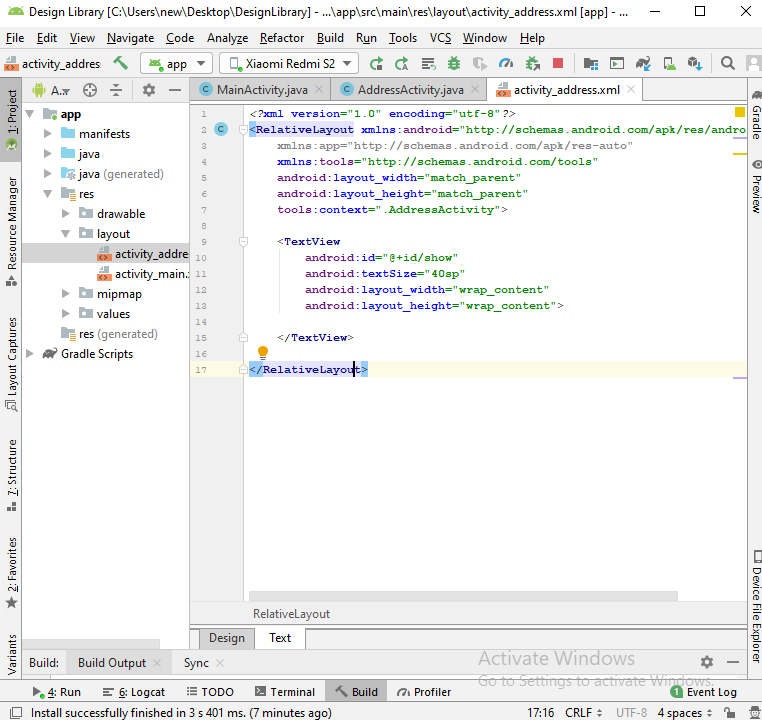 Design Library [C:\Users\new\Desktop\DesignLibrary] - ...\app\src\main\res\layout\activity_address.xml [app] - ...
File Edit View Navigate Code Analyze Refactor Build Run Tools VCS Window Help
activity_addres app Xiaomi Redmi S2
1: Project
Resource Manager
Layout Captures
7: Structure
2: Favorites
Variants
A..
app
manifests
java
java (generated)
res
drawable
layout
activity_addre
activity_main.
mipmap
values
res (generated)
Gradle Scripts
MainActivity.java AddressActivity.java activity_address.xml
1 <?xml version="1.0" encoding="utf-8"?>
2 <RelativeLayout xmlns:android="http://schemas.android.com/apk/res/andro
3 xmlns:app="http://schemas.android.com/apk/res-auto"
4 xmlns:tools="http://schemas.android.com/tools"
5 android:layout_width="match_parent"
6 android:layout_height="match_parent"
7 tools:context=".AddressActivity">
8
9 <TextView
10 android:id="@+id/show"
11 android:textSize="40sp"
12 android:layout_width="wrap_content"
13 android:layout_height="wrap_content">
14
15 </TextView>
16
17 </RelativeLayout>
RelativeLayout
Design Text
Gradle
Preview
Device File Explorer
Build: Build Output Sync
Activate Windows
Go to Settings to activate Windows.
4: Run 6: Logcat TODO Terminal Build Profiler 1 Event Log
Install successfully finished in 3 s 401 ms. (7 minutes ago) 17:16 CRLF UTF-8 4 spaces